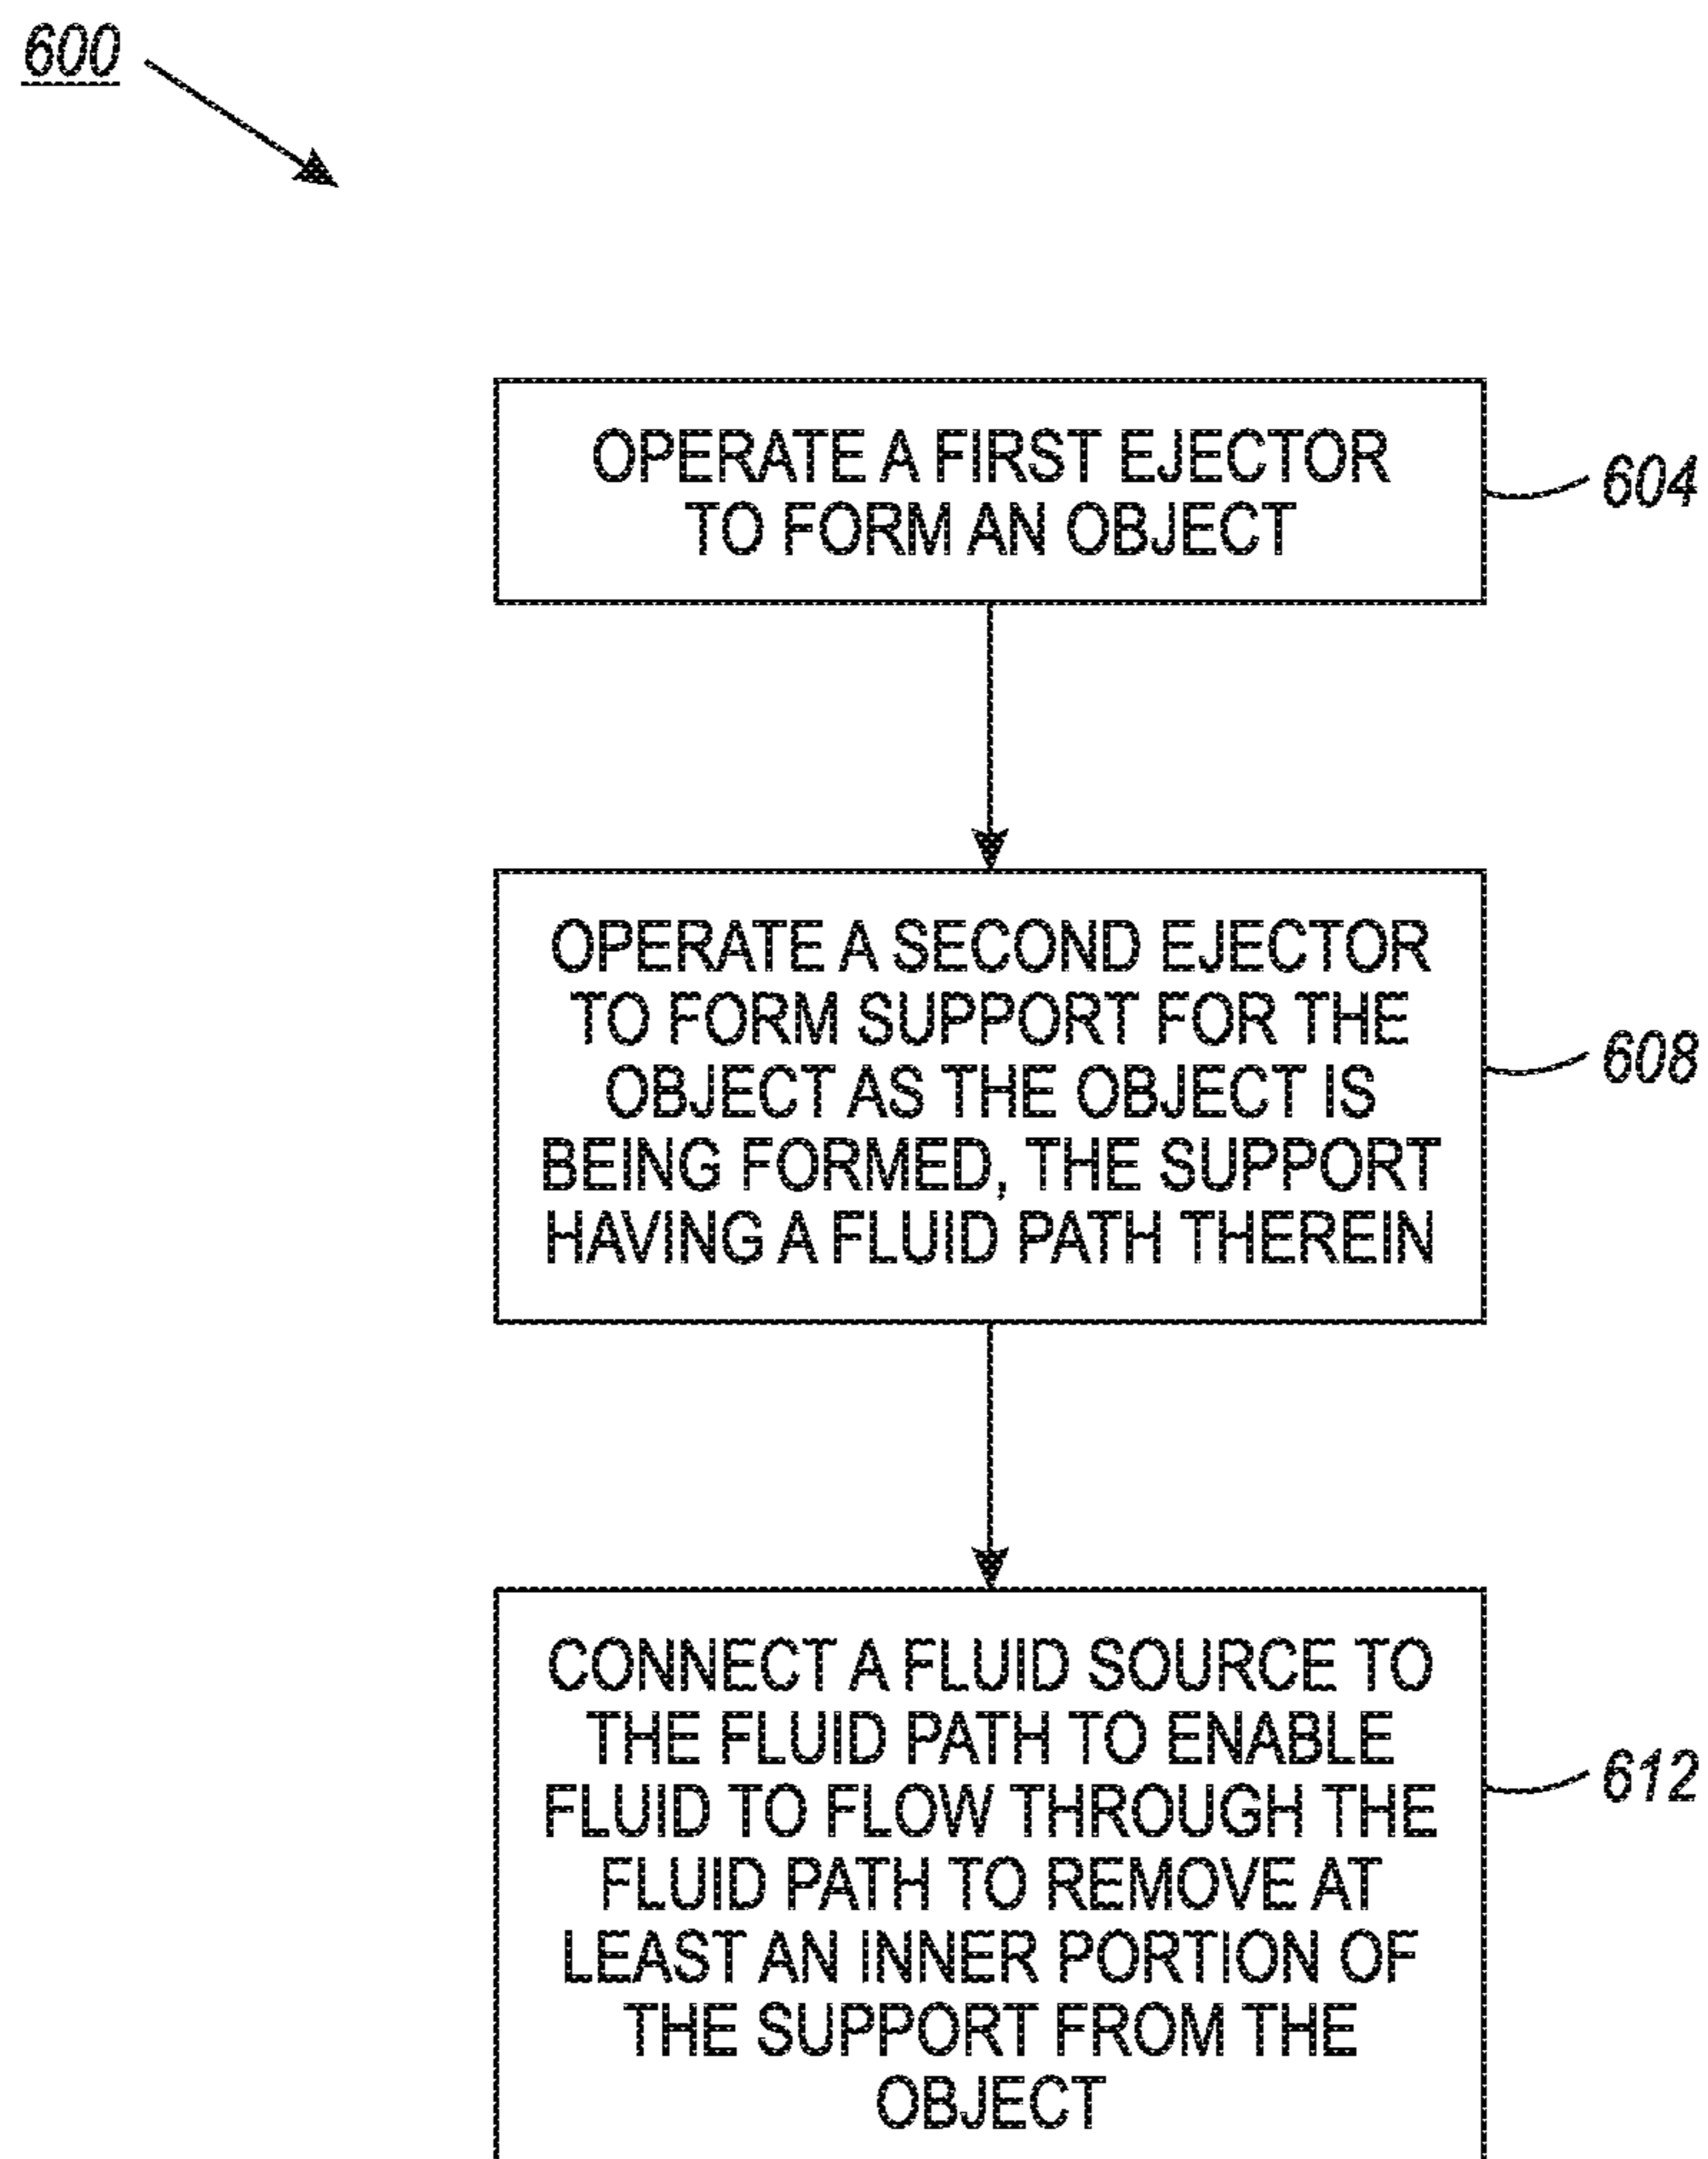 600
OPERATE A FIRST EJECTOR
TO FORM AN OBJECT
604
OPERATE A SECOND EJECTOR
TO FORM SUPPORT FOR THE
OBJECT AS THE OBJECT IS
BEING FORMED, THE SUPPORT
HAVING A FLUID PATH THEREIN
608
CONNECT A FLUID SOURCE TO
THE FLUID PATH TO ENABLE
FLUID TO FLOW THROUGH THE
FLUID PATH TO REMOVE AT
LEAST AN INNER PORTION OF
THE SUPPORT FROM THE
OBJECT
612